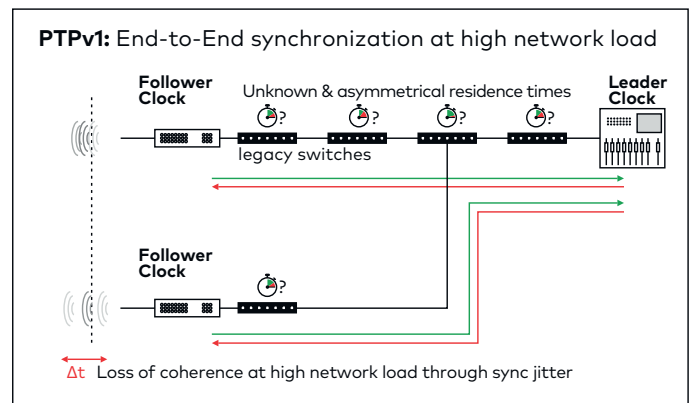 PTPv1: End-to-End synchronization at high network load
Follower
Clock
Unknown & asymmetrical residence times
Leader
Clock
? ? ? ?
legacy switches
Follower
Clock
?
Δt Loss of coherence at high network load through sync jitter